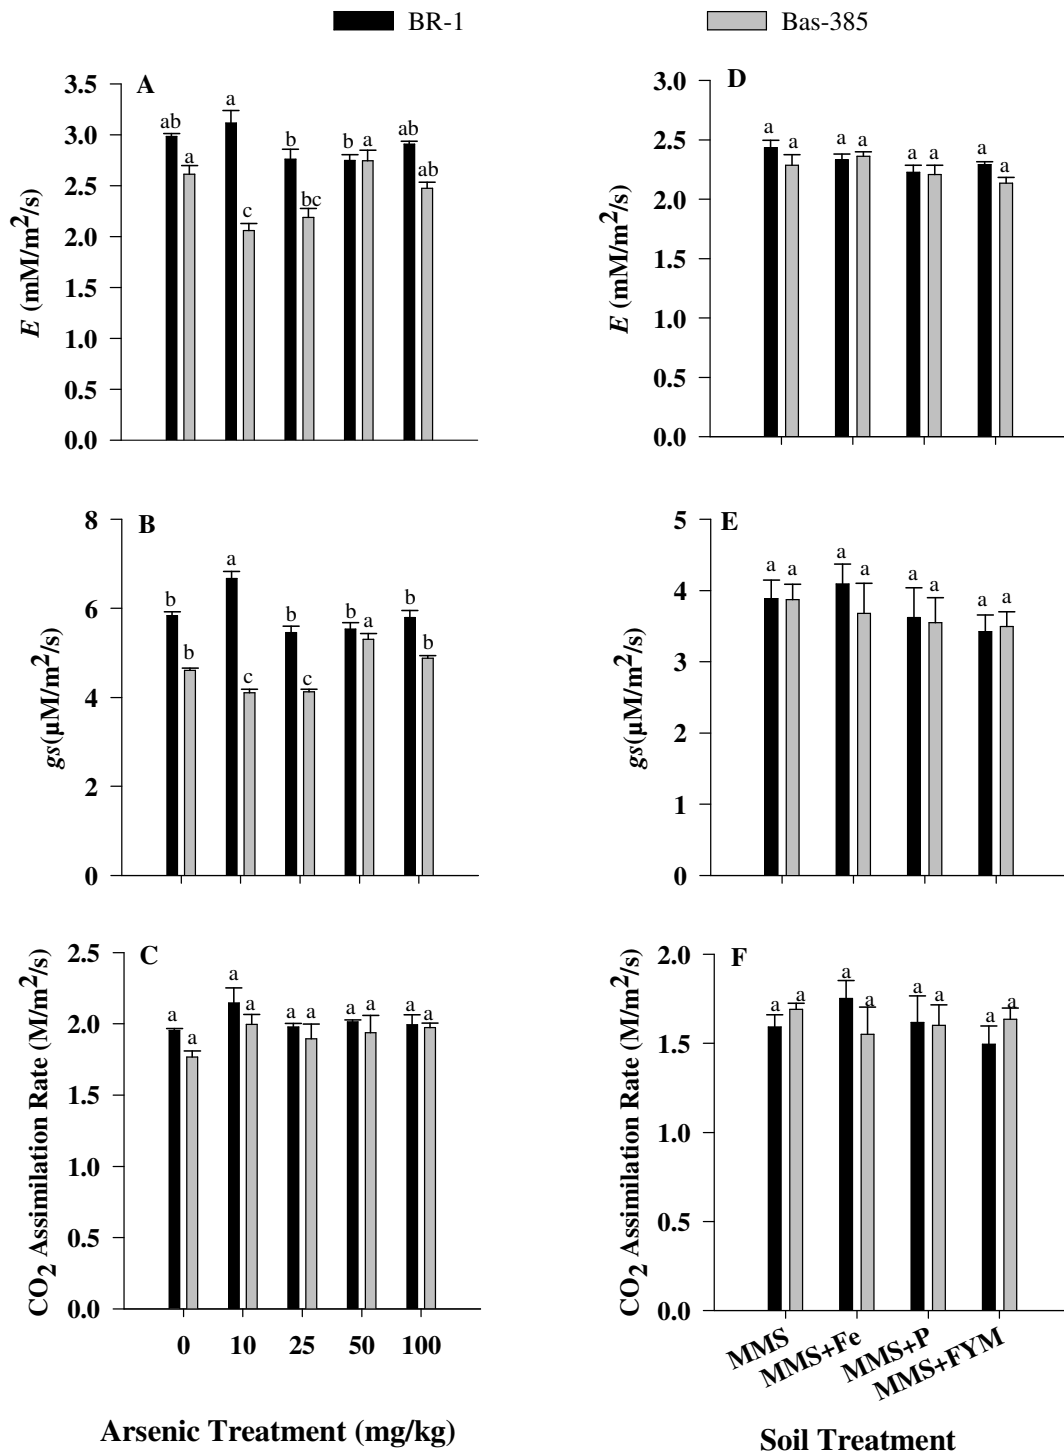 BR-1 Bas-385
A
E (mM/m²/s)
3.5
3.0
2.5
2.0
1.5
1.0
0.5
0.0
ab a b b ab
a c bc a ab
D
E (mM/m²/s)
3.0
2.5
2.0
1.5
1.0
0.5
0.0
a a a a a a a a
B
gs(µM/m²/s)
8
6
4
2
0
b a b b b
b c c a b
E
gs(µM/m²/s)
5
4
3
2
1
0
a a a a a a a a
C
CO₂ Assimilation Rate (M/m²/s)
2.5
2.0
1.5
1.0
0.5
0.0
a a a a a a a a a a
0 10 25 50 100
Arsenic Treatment (mg/kg)
F
CO₂ Assimilation Rate (M/m²/s)
2.0
1.5
1.0
0.5
0.0
a a a a a a a a
MMS MMS+Fe MMS+P MMS+FYM
Soil Treatment